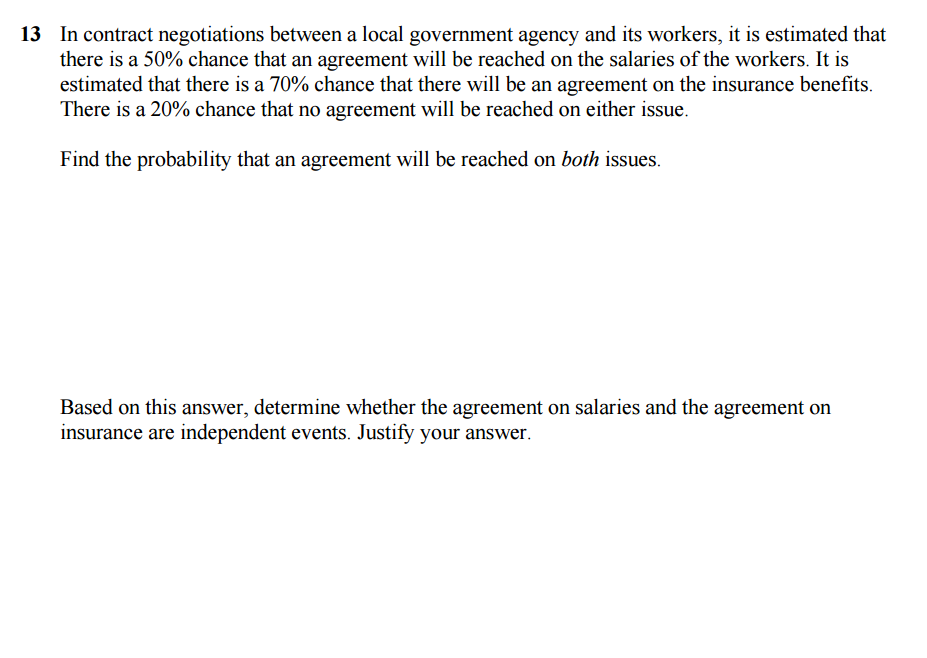 13 In contract negotiations between a local government agency and its workers, it is estimated that
there is a 50% chance that an agreement will be reached on the salaries of the workers. It is
estimated that there is a 70% chance that there will be an agreement on the insurance benefits.
There is a 20% chance that no agreement will be reached on either issue.
Find the probability that an agreement will be reached on both issues.
Based on this answer, determine whether the agreement on salaries and the agreement on
insurance are independent events. Justify your answer.